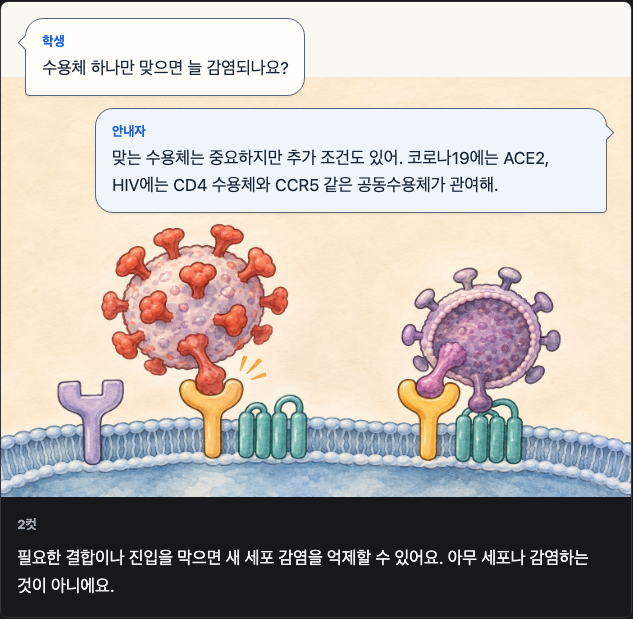 학생
수용체 하나만 맞으면 늘 감염되나요?
안내자
맞는 수용체는 중요하지만 추가 조건도 있어. 코로나19에는 ACE2,
HIV에는 CD4 수용체와 CCR5 같은 공동수용체가 관여해.
2컷
필요한 결합이나 진입을 막으면 새 세포 감염을 억제할 수 있어요. 아무 세포나 감염하는
것이 아니에요.